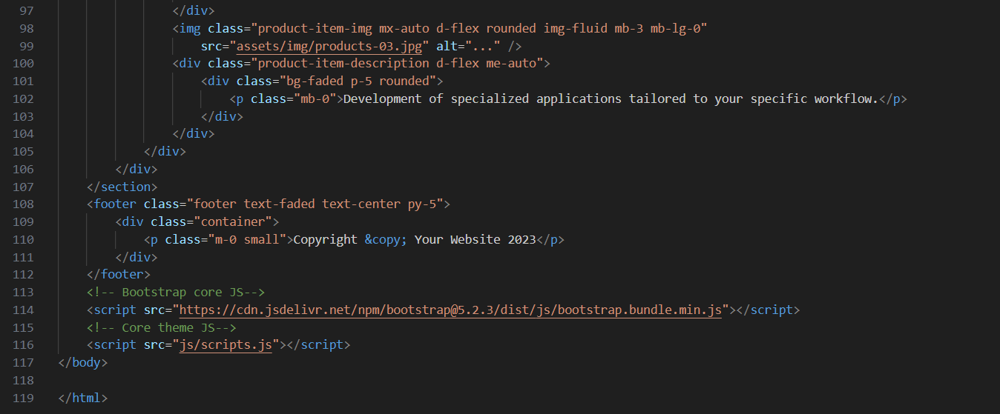 97                 </div>
98                 <img class="product-item-img mx-auto d-flex rounded img-fluid mb-3 mb-lg-0"
99                     src="assets/img/products-03.jpg" alt="..." />
100                 <div class="product-item-description d-flex me-auto">
101                     <div class="bg-faded p-5 rounded">
102                         <p class="mb-0">Development of specialized applications tailored to your specific workflow.</p>
103                     </div>
104                 </div>
105             </div>
106         </div>
107     </section>
108     <footer class="footer text-faded text-center py-5">
109         <div class="container">
110             <p class="m-0 small">Copyright &copy; Your Website 2023</p>
111         </div>
112     </footer>
113     <!-- Bootstrap core JS-->
114     <script src="https://cdn.jsdelivr.net/npm/bootstrap@5.2.3/dist/js/bootstrap.bundle.min.js"></script>
115     <!-- Core theme JS-->
116     <script src="js/scripts.js"></script>
117 </body>
118
119 </html>